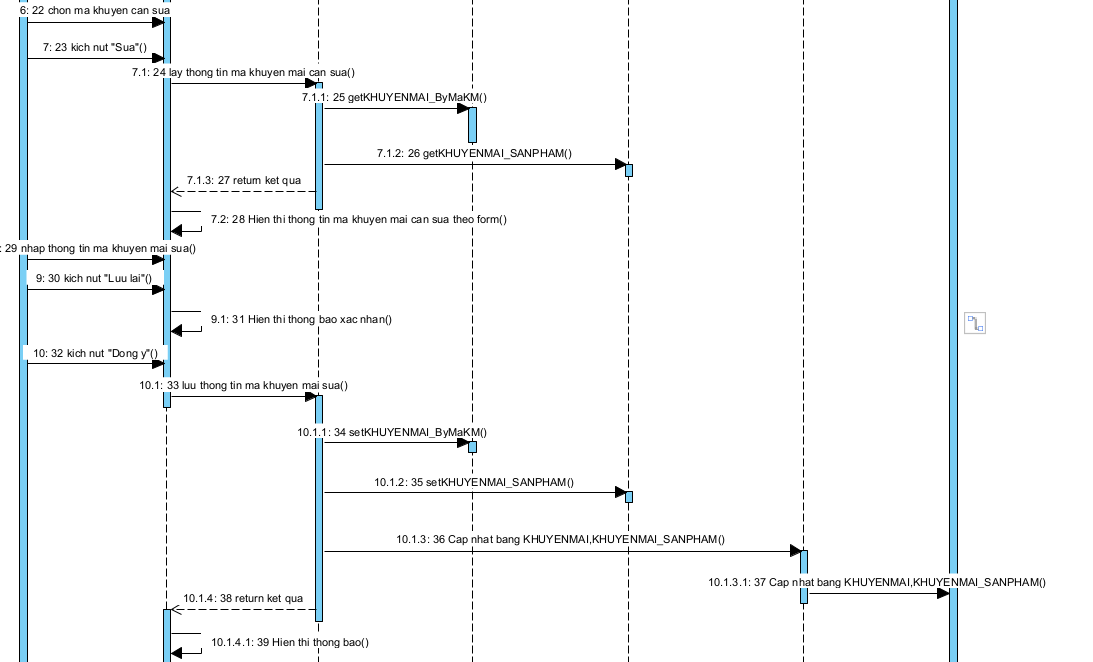 6: 22 chon ma khuyen can sua
7: 23 kich nut "Sua"()
7.1: 24 lay thong tin ma khuyen mai can sua()
7.1.1: 25 getKHUYENMAI_ByMaKM()
7.1.2: 26 getKHUYENMAI_SANPHAM()
7.1.3: 27 return ket qua
7.2: 28 Hien thi thong tin ma khuyen mai can sua theo form()
: 29 nhap thong tin ma khuyen mai sua()
9: 30 kich nut "Luu lai"()
9.1: 31 Hien thi thong bao xac nhan()
10: 32 kich nut "Dong y"()
10.1: 33 luu thong tin ma khuyen mai sua()
10.1.1: 34 setKHUYENMAI_ByMaKM()
10.1.2: 35 setKHUYENMAI_SANPHAM()
10.1.3: 36 Cap nhat bang KHUYENMAI,KHUYENMAI_SANPHAM()
10.1.3.1: 37 Cap nhat bang KHUYENMAI,KHUYENMAI_SANPHAM()
10.1.4: 38 return ket qua
10.1.4.1: 39 Hien thi thong bao()